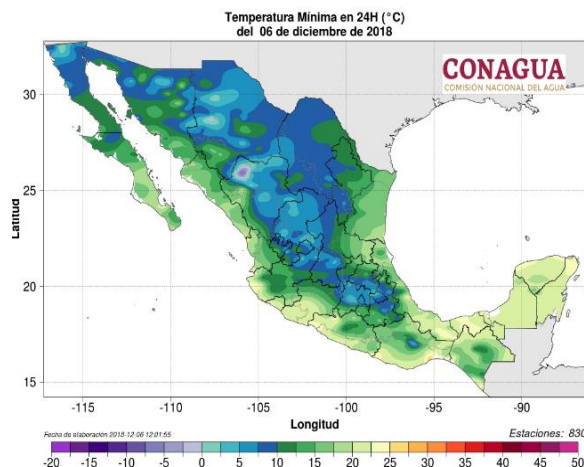 Temperatura Mínima en 24H (°C)
del 06 de diciembre de 2018
CONAGUA
COMISIÓN NACIONAL DEL AGUA
30
25
20
15
Latitud
-115 -110 -105 -100 -95 -90
Longitud
Fecha de elaboración 2018-12-06 12:01:55
Estaciones: 83
-20 -15 -10 -5 0 5 10 15 20 25 30 35 40 45 50